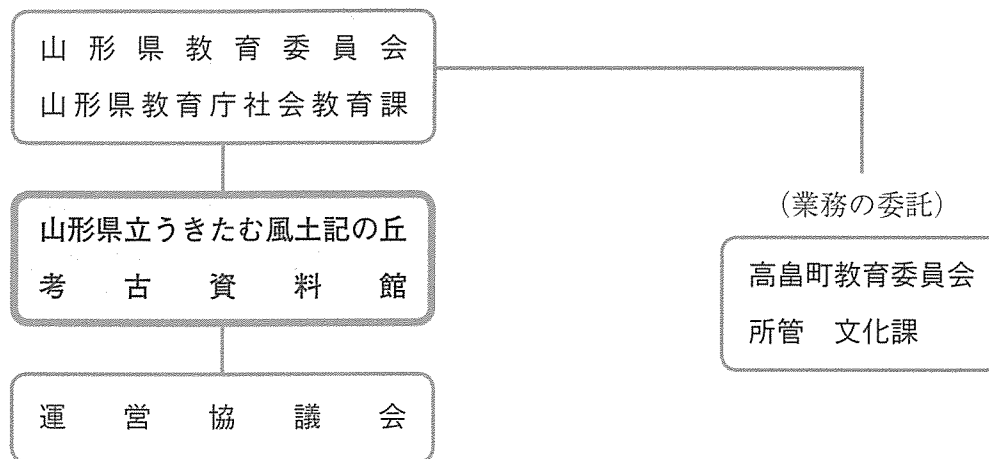 山形県教育委員会
山形県教育庁社会教育課
山形県立うきたむ風土記の丘
考古資料館
運営協議会
(業務の委託)
高畠町教育委員会
所管　文化課